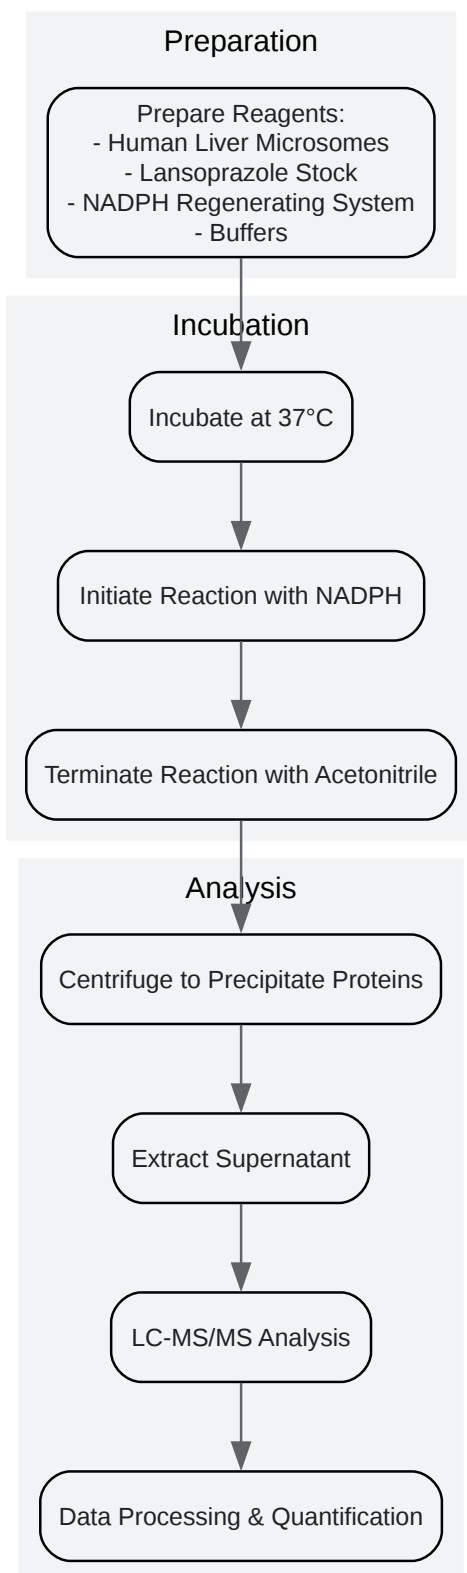 Preparation
Prepare Reagents:
- Human Liver Microsomes
- Lansoprazole Stock
- NADPH Regenerating System
- Buffers
Incubation
Incubate at 37°C
Initiate Reaction with NADPH
Terminate Reaction with Acetonitrile
Analysis
Centrifuge to Precipitate Proteins
Extract Supernatant
LC-MS/MS Analysis
Data Processing & Quantification